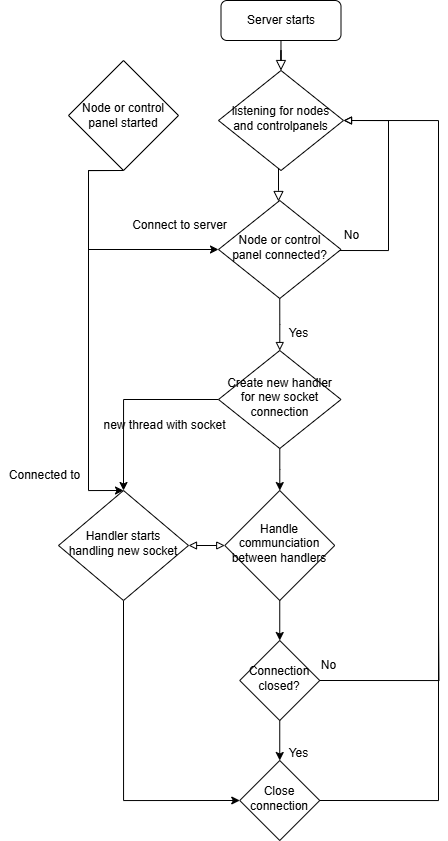 Server starts
Node or control
panel started
listening for nodes
and controlpanels
Connect to server
Node or control
panel connected?
No
Yes
Create new handler
for new socket
connection
new thread with socket
Connected to
Handler starts
handling new socket
Handle
communciation
between handlers
Connection
closed?
No
Yes
Close
connection